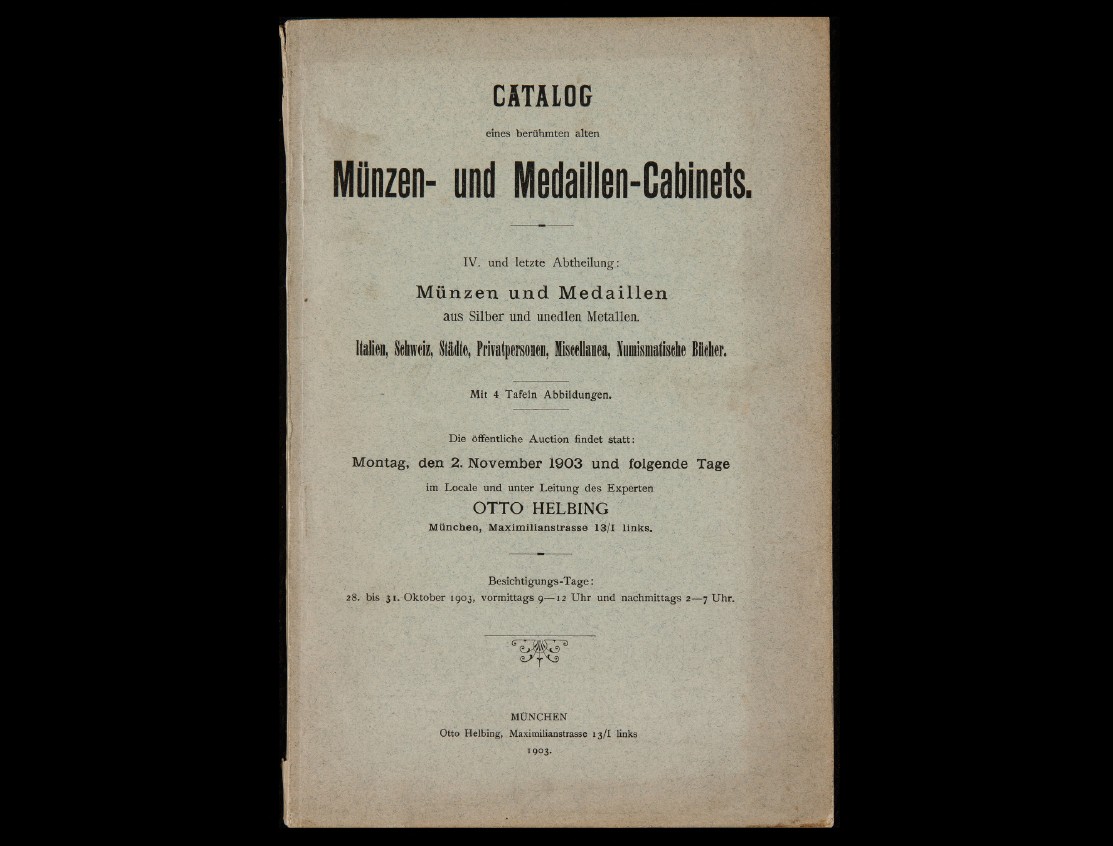 CATALOG
eines berühmten alten
Münzen- und Medaillen-Cabinets.
IV. und letzte Abtheilung:
Münzen und Medaillen
aus Silber und unedlen Metallen.
Italien, Schweiz, Städte, Privatpersonen, Miscellanea, Numismatische Bücher.
Mit 4 Tafeln Abbildungen.
Die öffentliche Auction findet statt:
Montag, den 2. November 1903 und folgende Tage
im Locale und unter Leitung des Experten
OTTO HELBING
München, Maximilianstrasse 13/I links.
Besichtigungs-Tage:
28. bis 31. Oktober 1903, vormittags 9—12 Uhr und nachmittags 2—7 Uhr.
MÜNCHEN
Otto Helbing, Maximilianstrasse 13/I links
1903.